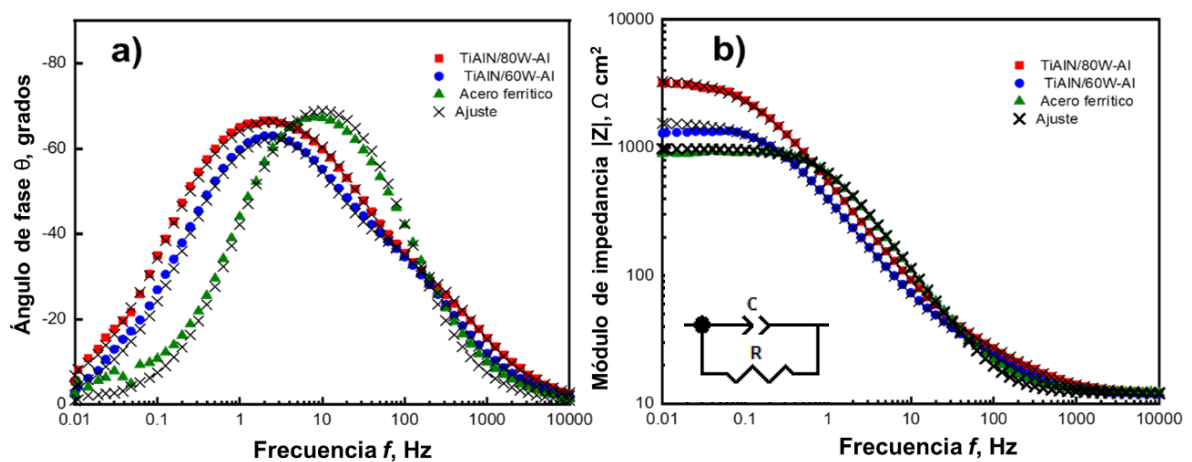 a)
TiAlN/80W-Al
TiAlN/60W-Al
Acero ferrítico
Ajuste
Ángulo de fase θ, grados
-80
-60
-40
-20
0
0.01
0.1
1
10
100
1000
10000
Frecuencia f, Hz
b)
TiAlN/80W-Al
TiAlN/60W-Al
Acero ferrítico
Ajuste
Módulo de impedancia |Z|, Ω cm²
10000
1000
100
10
C
R
0.01
0.1
1
10
100
1000
10000
Frecuencia f, Hz